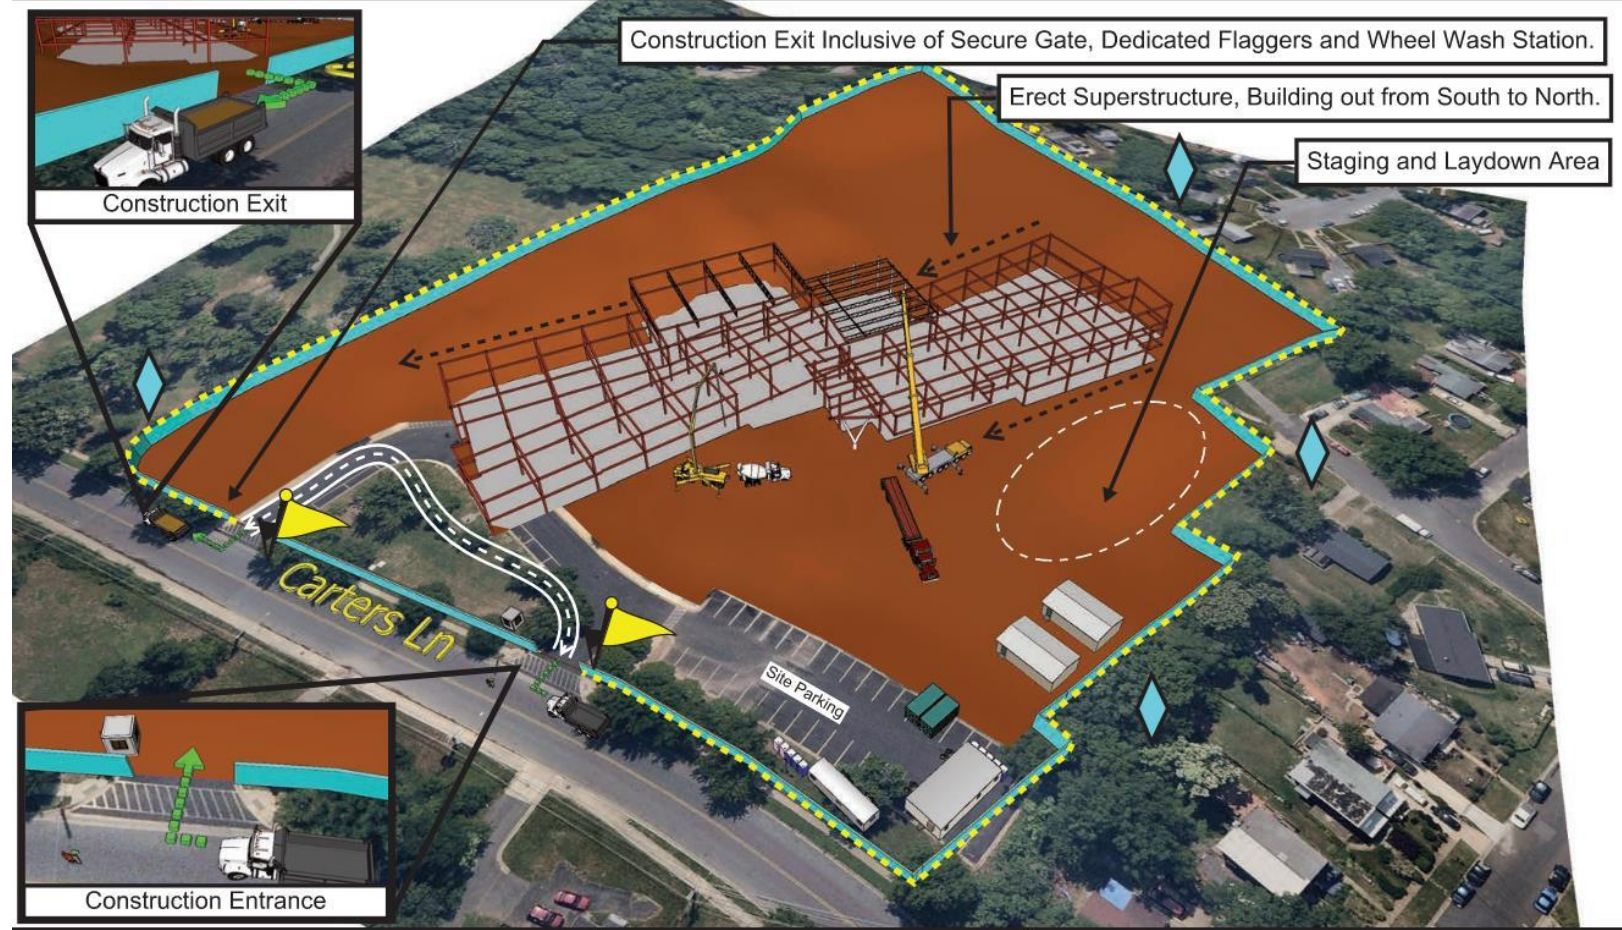 Construction Exit Inclusive of Secure Gate, Dedicated Flaggers and Wheel Wash Station.
Erect Superstructure, Building out from South to North.
Staging and Laydown Area
Construction Exit
Carters Ln
Site Parking
Construction Entrance